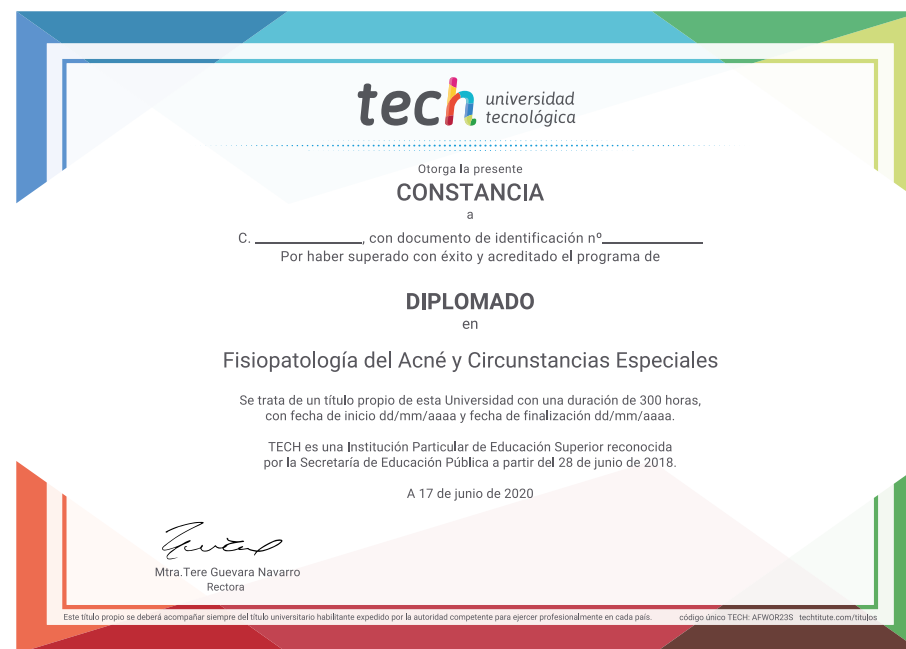 tech universidad
tecnológica
Otorga la presente
CONSTANCIA
a
C. ______________, con documento de identificación nº_____________
Por haber superado con éxito y acreditado el programa de
DIPLOMADO
en
Fisiopatología del Acné y Circunstancias Especiales
Se trata de un título propio de esta Universidad con una duración de 300 horas,
con fecha de inicio dd/mm/aaaa y fecha de finalización dd/mm/aaaa.
TECH es una Institución Particular de Educación Superior reconocida
por la Secretaría de Educación Pública a partir del 28 de junio de 2018.
A 17 de junio de 2020
Mtra.Tere Guevara Navarro
Rectora
Este título propio se deberá acompañar siempre del título universitario habilitante expedido por la autoridad competente para ejercer profesionalmente en cada país. código único TECH: AFWOR23S techtitute.com/titulos